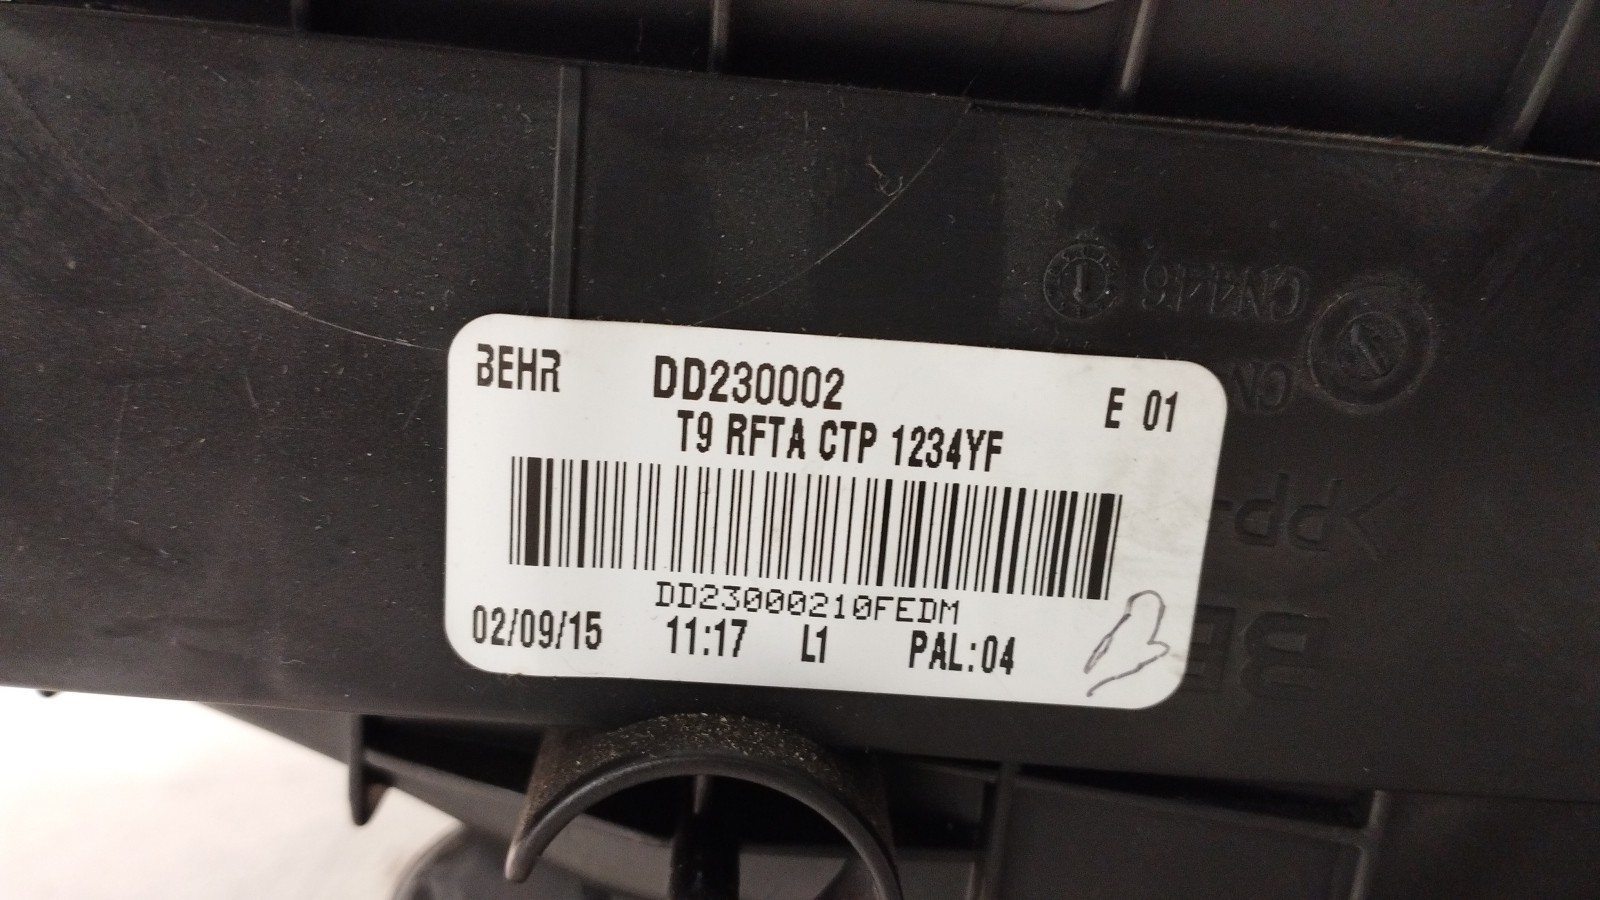 BEHR DD230002 E 01
T9 RFTA CTP 1234YF
DD23000210FEDM
02/09/15 11:17 L1 PAL:04